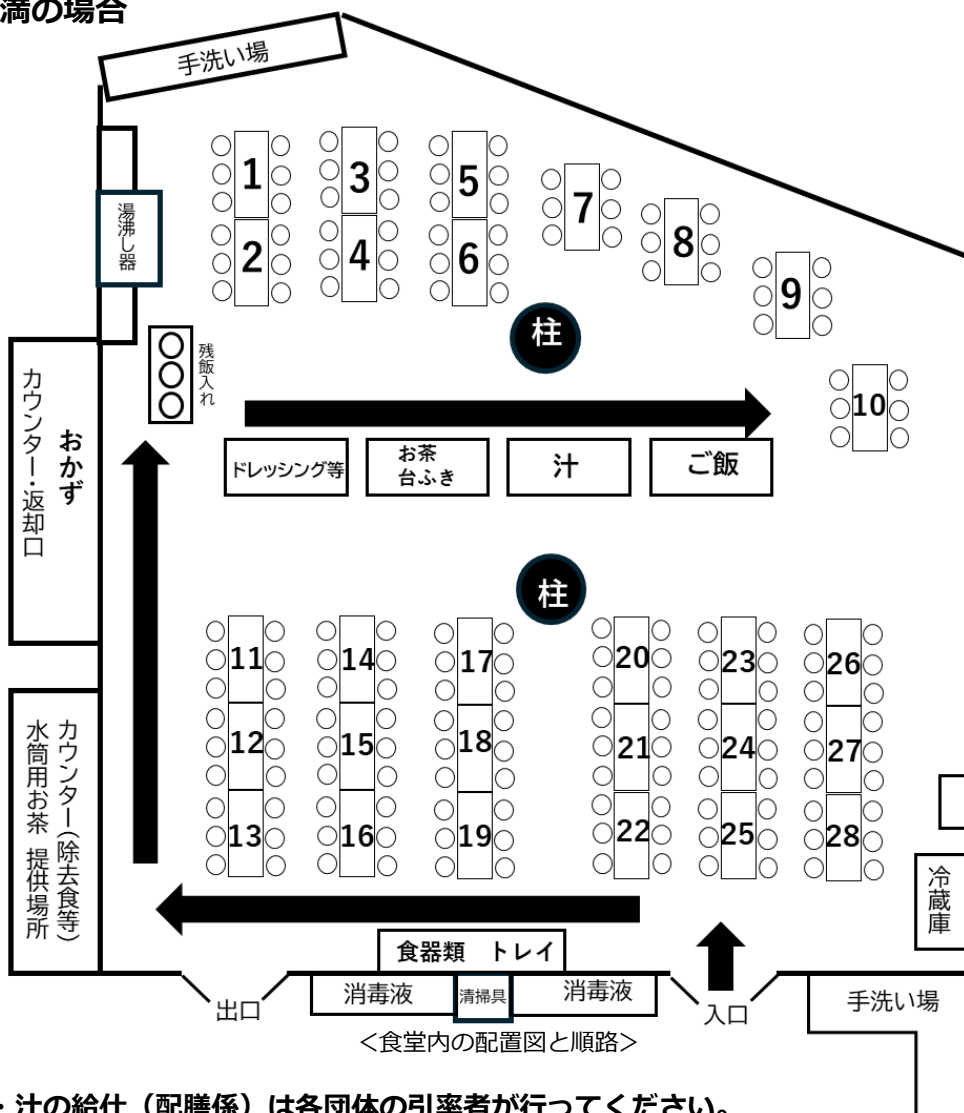 満の場合
手洗い場
1
3
5
7
2
4
6
8
9
10
湯沸し器
残飯入れ
柱
おかず
カウンター・返却口
ドレッシング等
お茶
台ふき
汁
ご飯
柱
11
14
17
20
23
26
12
15
18
21
24
27
13
16
19
22
25
28
カウンター(除去食等)
水筒用お茶 提供場所
冷蔵庫
食器類 トレイ
出口
消毒液
清掃具
消毒液
入口
手洗い場
<食堂内の配置図と順路>
・汁の給仕（配膳係）は各団体の引率者が行ってください。